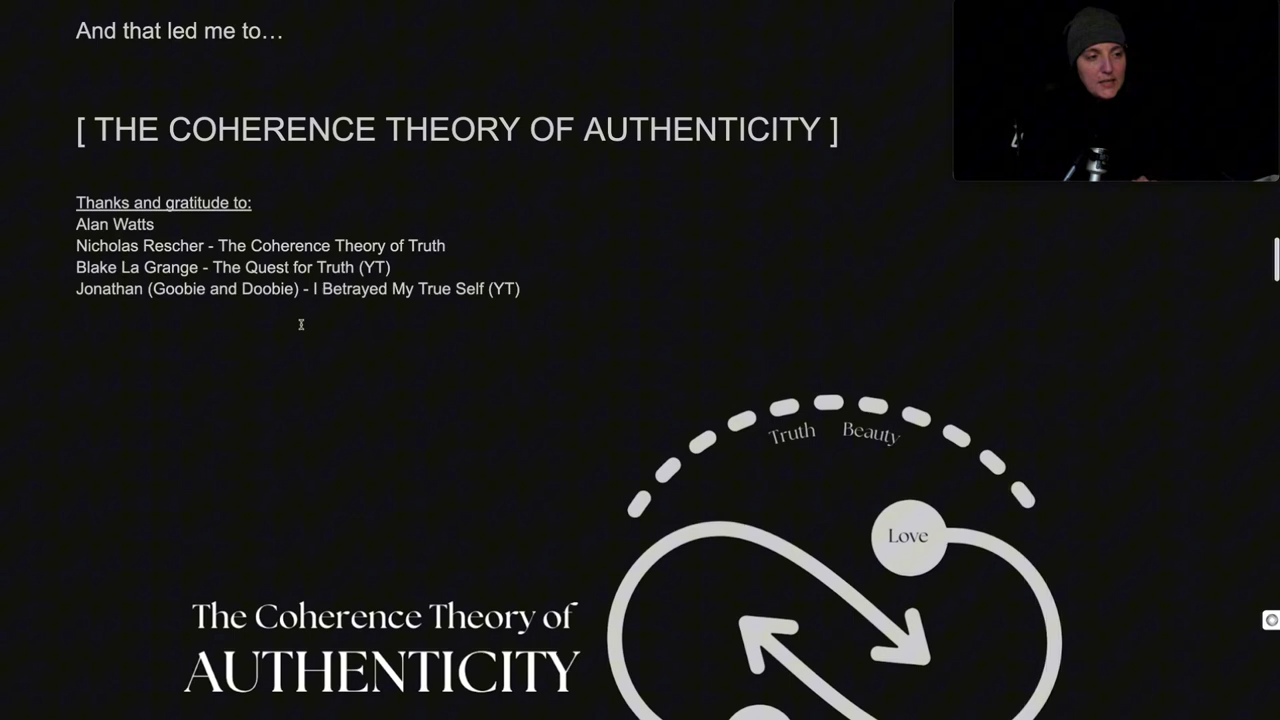 And that led me to…
[ THE COHERENCE THEORY OF AUTHENTICITY ]
Thanks and gratitude to:
Alan Watts
Nicholas Rescher - The Coherence Theory of Truth
Blake La Grange - The Quest for Truth (YT)
Jonathan (Goobie and Doobie) - I Betrayed My True Self (YT)
Truth Beauty
Love
The Coherence Theory of
AUTHENTICITY